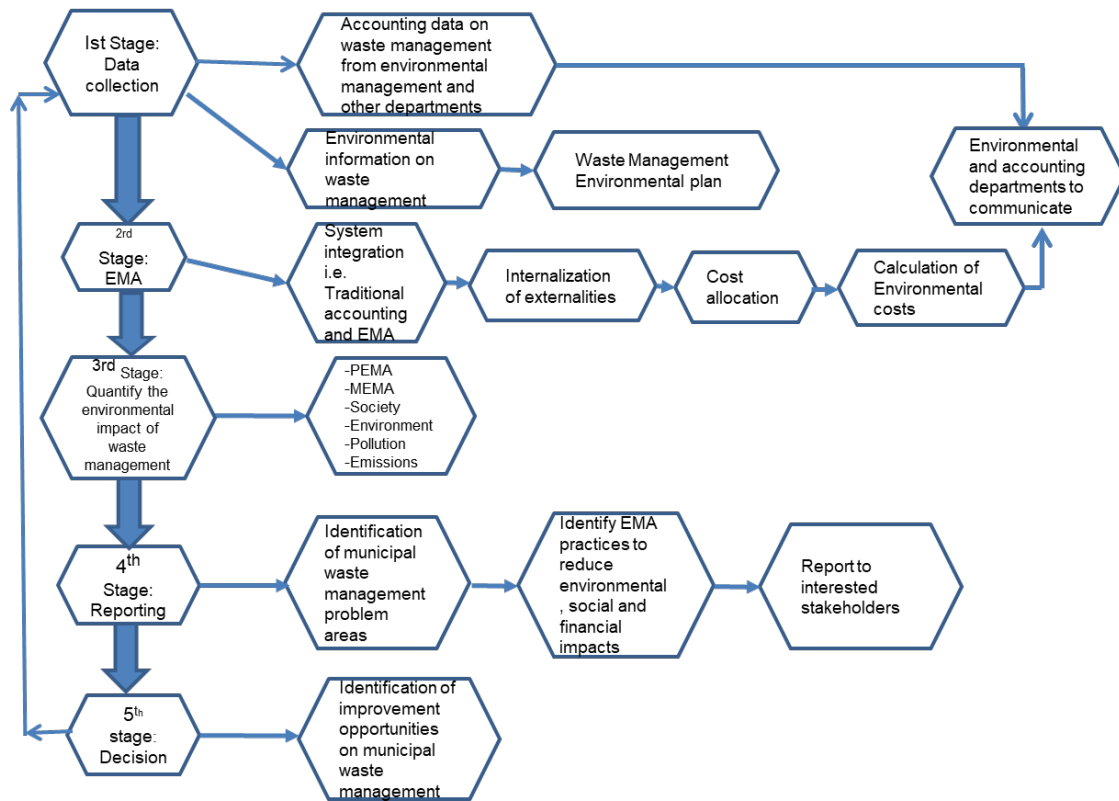 Ist Stage:
Data
collection
Accounting data on
waste management
from environmental
management and
other departments
Environmental
information on
waste
management
Waste Management
Environmental plan
Environmental
and accounting
departments to
communicate
2rd
Stage:
EMA
System
integration
i.e.
Traditional
accounting
and EMA
Internalization
of externalities
Cost
allocation
Calculation of
Environmental
costs
3rd Stage:
Quantify the
environmental
impact of
waste
management
-PEMA
-MEMA
-Society
-Environment
-Pollution
-Emissions
4th
Stage:
Reporting
Identification
of municipal
waste
management
problem
areas
Identify EMA
practices to
reduce
environmental
, social and
financial
impacts
Report to
interested
stakeholders
5th
stage:
Decision
Identification of
improvement
opportunities
on municipal
waste
management